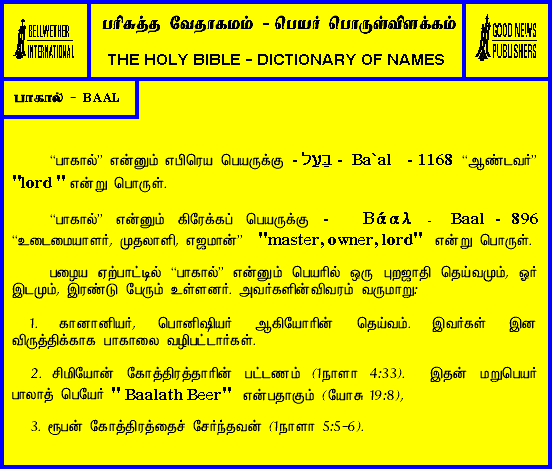 BELLWETHER
INTERNATIONAL
பரிசுத்த வேதாகமம் - பெயர் பொருள்விளக்கம்
THE HOLY BIBLE - DICTIONARY OF NAMES
GOOD NEWS
PUBLISHERS
பாகால் - BAAL
“பாகால்” என்னும் எபிரெய பெயருக்கு - בַּעַל - Ba`al - 1168 “ஆண்டவர்”
"lord " என்று பொருள்.
“பாகால்” என்னும் கிரேக்கப் பெயருக்கு - Βάαλ - Baal - 896
“உடைமையாளர், முதலாளி, எஜமான்” "master, owner, lord" என்று பொருள்.
பழைய ஏற்பாட்டில் “பாகால்” என்னும் பெயரில் ஒரு புறஜாதி தெய்வமும், ஓர்
இடமும், இரண்டு பேரும் உள்ளனர். அவர்களின்விவரம் வருமாறு:
1. கானானியர், பொனிஷியர் ஆகியோரின் தெய்வம். இவர்கள் இன
விருத்திக்காக பாகாலை வழிபட்டார்கள்.
2. சிமியோன் கோத்திரத்தாரின் பட்டணம் (1நாளா 4:33). இதன் மறுபெயர்
பாலாத் பெயேர் " Baalath Beer" என்பதாகும் (யோசு 19:8),
3. ரூபன் கோத்திரத்தைச் சேர்ந்தவன் (1நாளா 5:5-6).